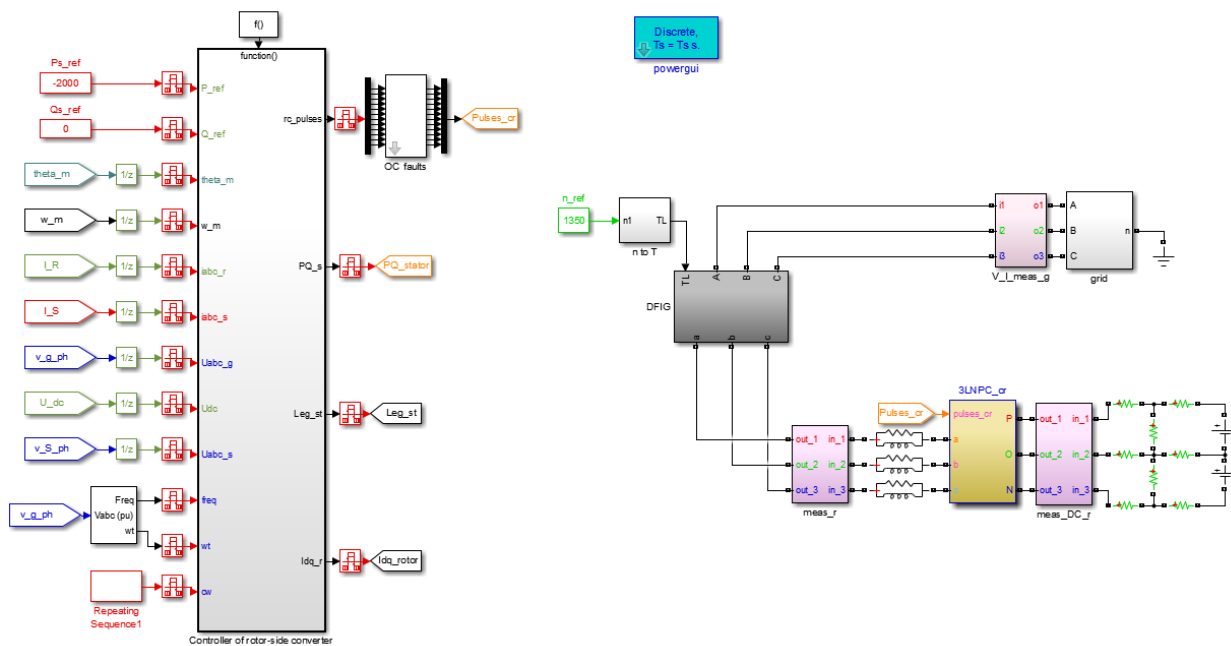 f()
function()
Ps_ref
-2000
P_ref
Qs_ref
0
Q_ref
theta_m
1/z
theta_m
w_m
1/z
w_m
I_R
1/z
iabc_r
I_S
1/z
iabc_s
v_g_ph
1/z
Uabc_g
U_dc
1/z
Udc
v_S_ph
1/z
Uabc_s
v_g_ph
Freq
Vabc (pu)
wt
freq
wt
Repeating
Sequence1
cw
rc_pulses
OC faults
Pulses_cr
PQ_s
PQ_stator
Leg_st
Leg_st
Idq_r
Idq_rotor
Controller of rotor-side converter
Discrete,
Ts = Ts s.
powergui
n_ref
1350
n1
TL
n to T
TL
A
B
C
DFIG
a
b
c
i1
o1
i2
o2
i3
o3
V_I_meas_g
A
B
C
n
grid
out_1
in_1
out_2
in_2
out_3
in_3
meas_r
Pulses_cr
3LNPC_cr
pulses_cr
a
b
c
P
O
N
out_1
in_1
out_2
in_2
out_3
in_3
meas_DC_r